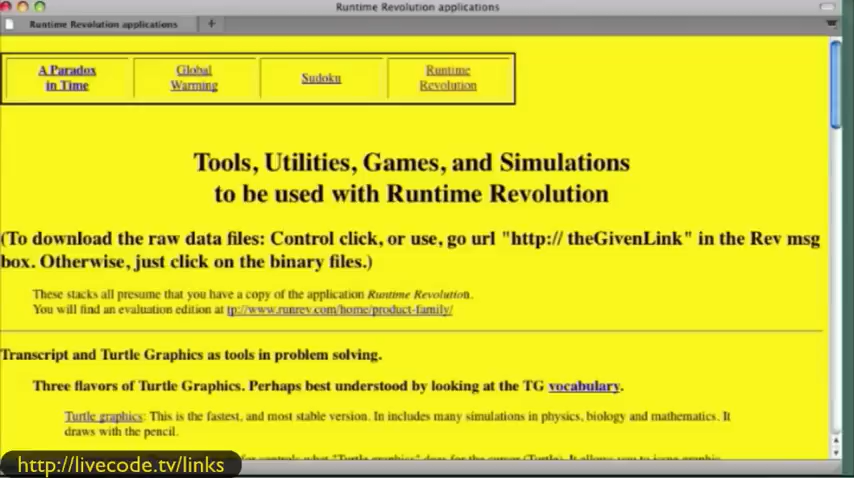 Runtime Revolution applications
Runtime Revolution applications
A Paradox
in Time
Global
Warming
Sudoku
Runtime
Revolution
Tools, Utilities, Games, and Simulations
to be used with Runtime Revolution
(To download the raw data files: Control click, or use, go url "http:// theGivenLink" in the Rev msg
box. Otherwise, just click on the binary files.)
These stacks all presume that you have a copy of the application Runtime Revolution.
You will find an evaluation edition at tp://www.runrev.com/home/product-family/
Transcript and Turtle Graphics as tools in problem solving.
Three flavors of Turtle Graphics. Perhaps best understood by looking at the TG vocabulary.
Turtle graphics: This is the fastest, and most stable version. In includes many simulations in physics, biology and mathematics. It
draws with the pencil.
http://livecode.tv/links